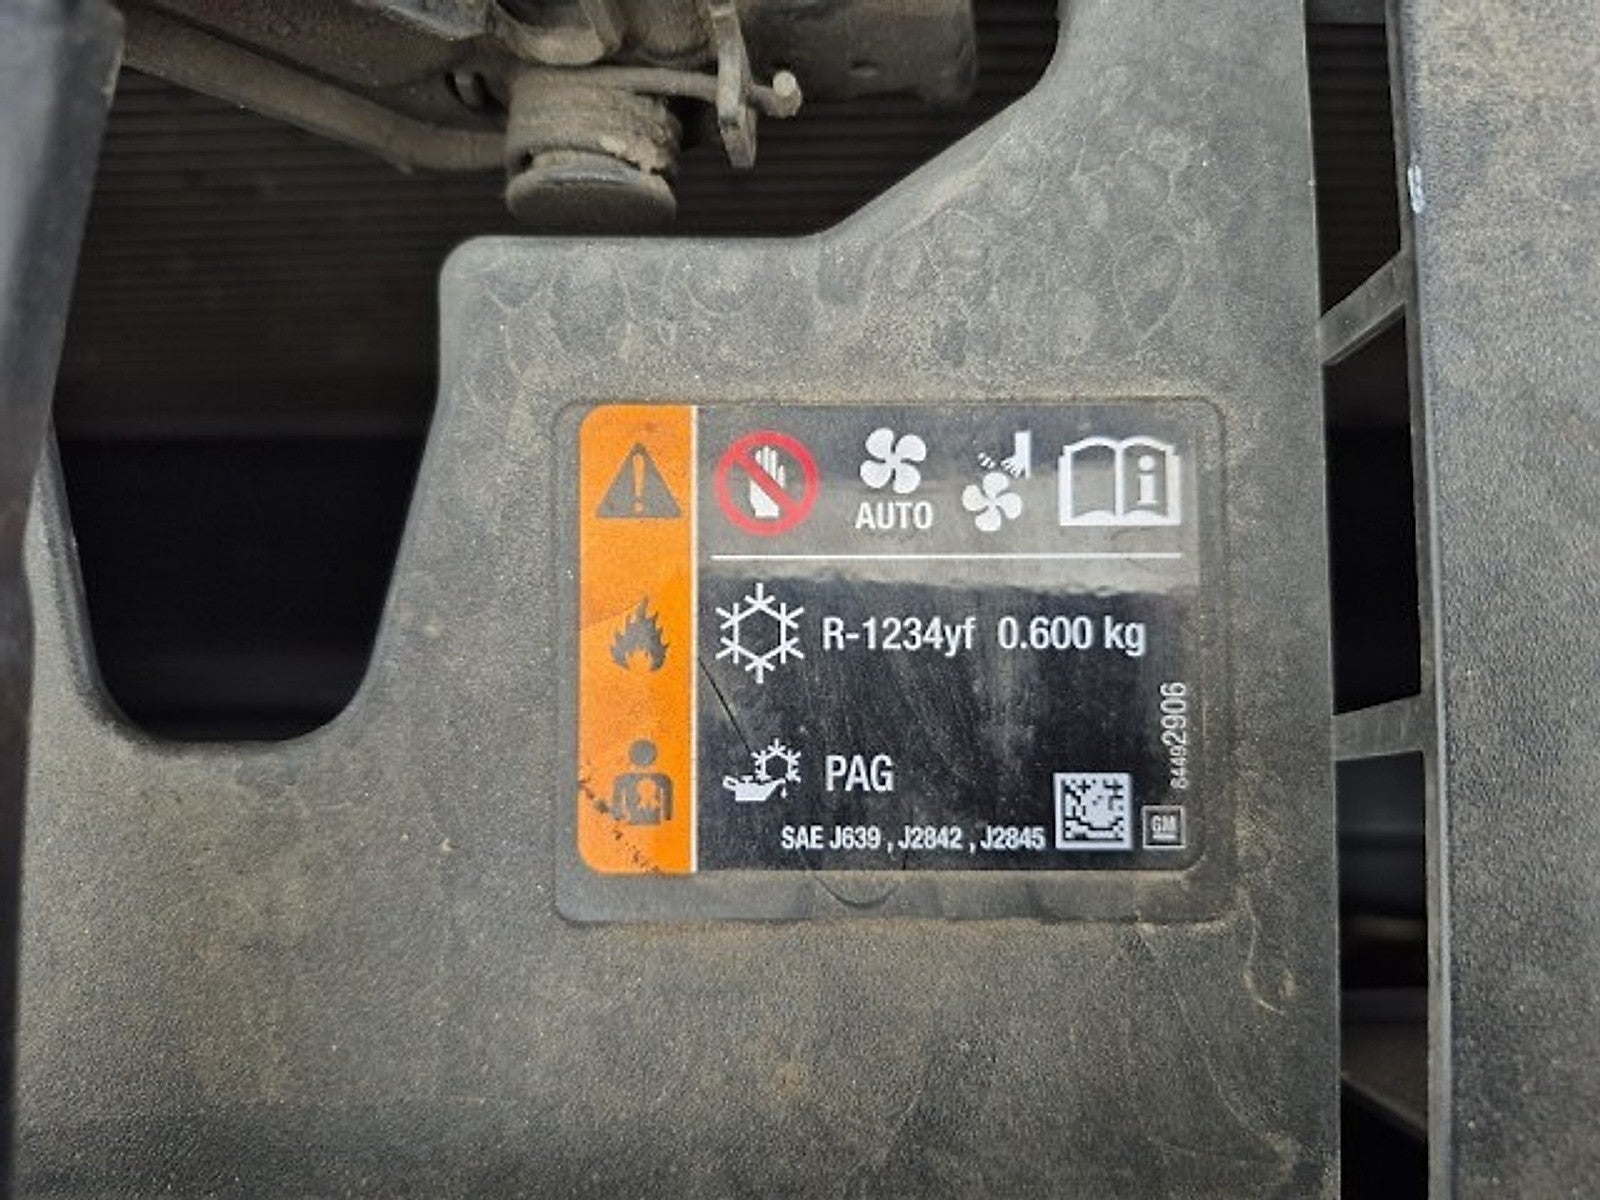 AUTO
R-1234yf 0.600 kg
PAG
SAE J639 , J2842 , J2845
84492906
GM